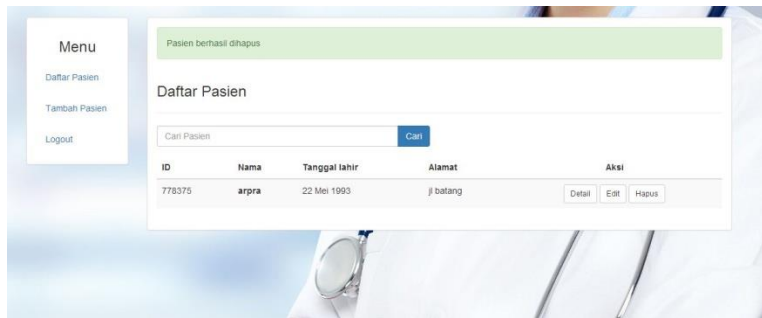 Menu
Daftar Pasien
Tambah Pasien
Logout
Pasien berhasil dihapus
Daftar Pasien
Cari Pasien Cari
ID Nama Tanggal lahir Alamat Aksi
778375 arpra 22 Mei 1993 jl batang Detail Edit Hapus